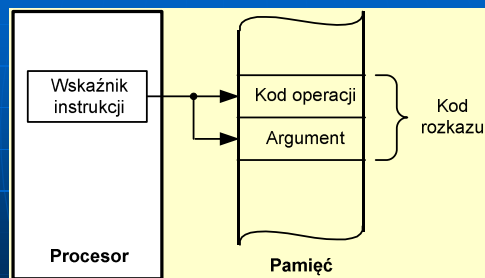 Wskaźnik
instrukcji
Kod operacji
Argument
Kod
rozkazu
Procesor
Pamięć